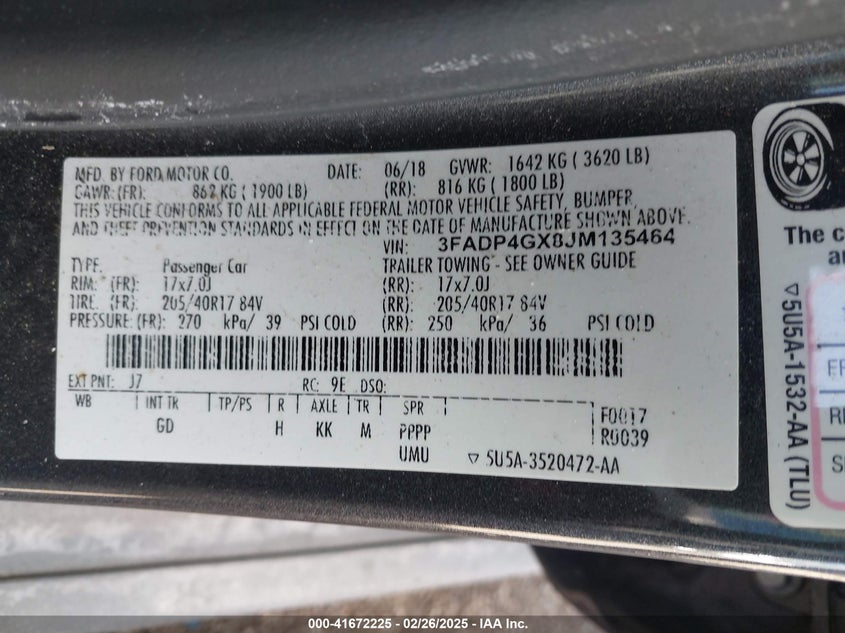 MFD. BY FORD MOTOR CO. DATE: 06/18 GVWR: 1642 KG ( 3620 LB)
GAWR: (FR): 862 KG ( 1900 LB) (RR): 816 KG ( 1800 LB)
THIS VEHICLE CONFORMS TO ALL APPLICABLE FEDERAL MOTOR VEHICLE SAFETY, BUMPER,
AND THEFT PREVENTION STANDARDS IN EFFECT ON THE DATE OF MANUFACTURE SHOWN ABOVE.
VIN: 3FADP4GX8JM135464
TYPE: Passenger Car TRAILER TOWING - SEE OWNER GUIDE
RIM: (FR): 17x7.0J (RR): 17x7.0J
TIRE: (FR): 205/40R17 84V (RR): 205/40R17 84V
PRESSURE: (FR): 270 kPa/ 39 PSI COLD (RR): 250 kPa/ 36 PSI COLD
EXT PNT: J7 RC: 9E DSO:
WB INT TK TP/PS R AXLE TR SPR F0017
GD H KK M PPPP R0039
UMU ▽ 5U5A-3520472-AA
The c
a
▽5U5A-1532-AA (TLU)
000-41672225 - 02/26/2025 - IAA Inc.